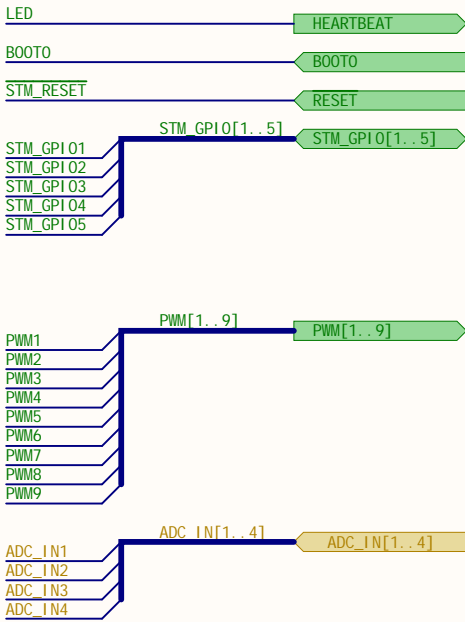 LED
HEARTBEAT
BOOT0
BOOT0
STM_RESET
RESET
STM_GPIO[1..5]
STM_GPIO[1..5]
STM_GPIO1
STM_GPIO2
STM_GPIO3
STM_GPIO4
STM_GPIO5
PWM[1..9]
PWM[1..9]
PWM1
PWM2
PWM3
PWM4
PWM5
PWM6
PWM7
PWM8
PWM9
ADC_IN[1..4]
ADC_IN[1..4]
ADC_IN1
ADC_IN2
ADC_IN3
ADC_IN4